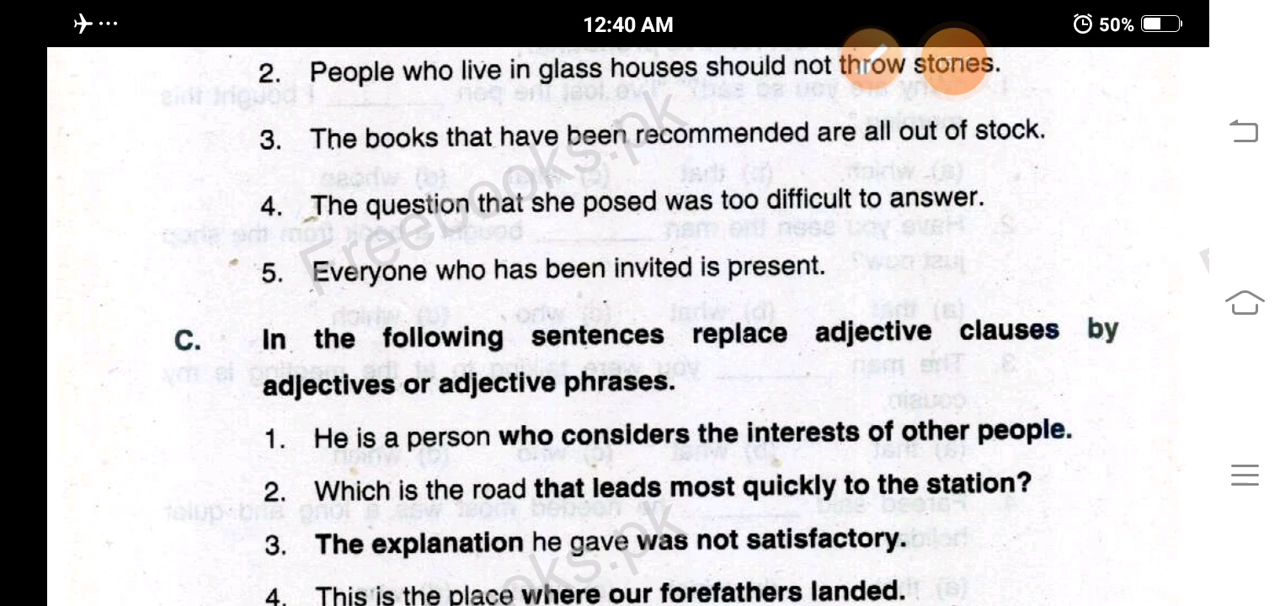 12:40 AM
50%
2. People who live in glass houses should not throw stones.
3. The books that have been recommended are all out of stock.
4. The question that she posed was too difficult to answer.
5. Everyone who has been invited is present.
C. In the following sentences replace adjective clauses by
adjectives or adjective phrases.
1. He is a person who considers the interests of other people.
2. Which is the road that leads most quickly to the station?
3. The explanation he gave was not satisfactory.
4. This is the place where our forefathers landed.
Freebooks.pk
oks.pk